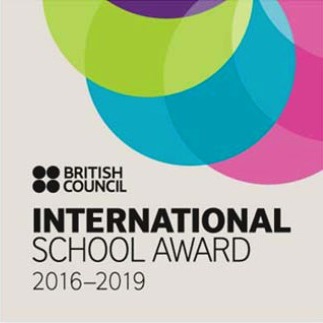 BRITISH
COUNCIL
INTERNATIONAL
SCHOOL AWARD
2016–2019